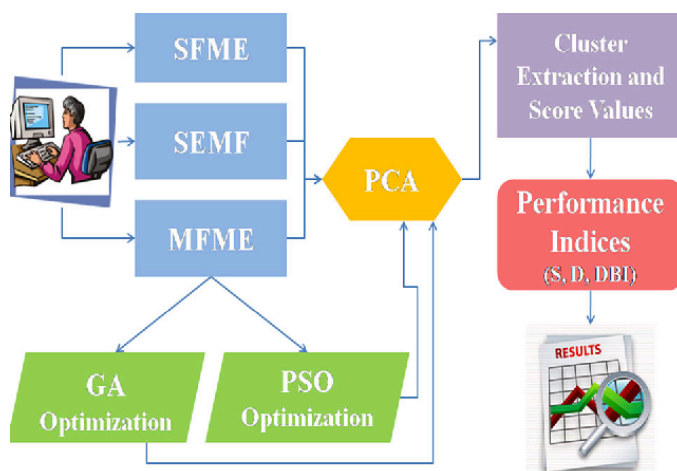 SFME
SEMF
MFME
GA
Optimization
PSO
Optimization
PCA
Cluster
Extraction and
Score Values
Performance
Indices
(S, D, DBI)
RESULTS